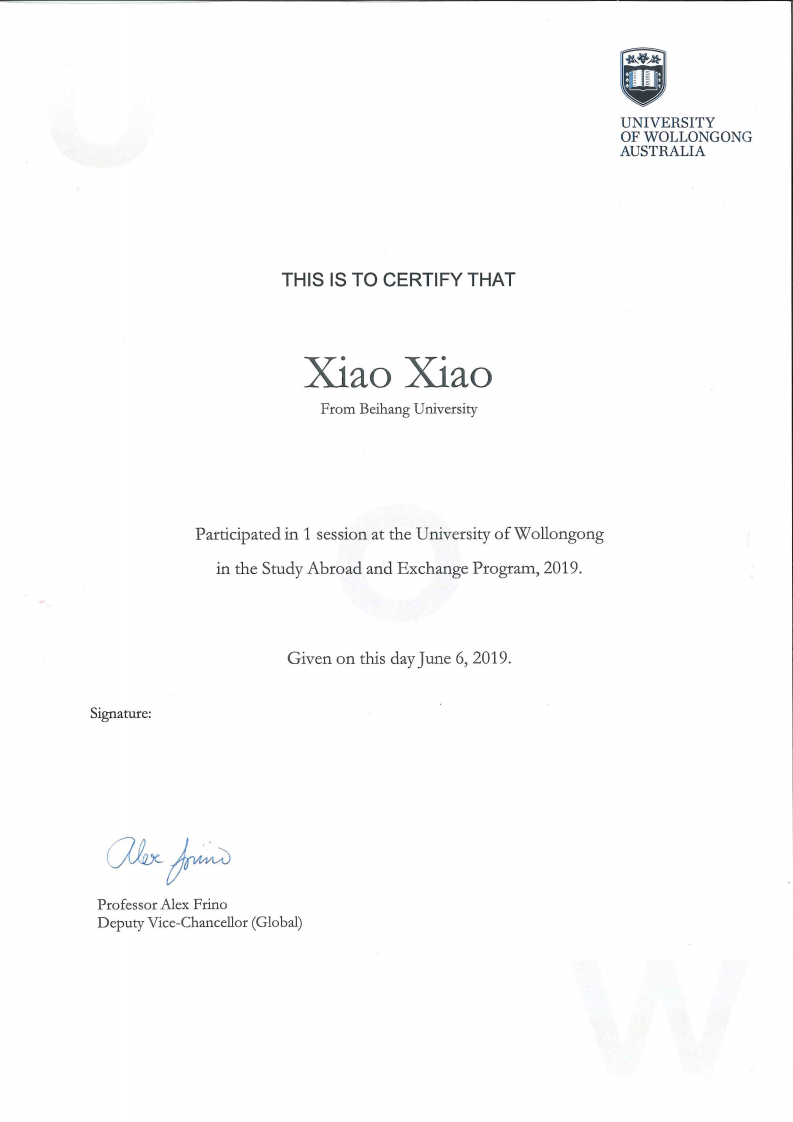 UNIVERSITY
OF WOLLONGONG
AUSTRALIA
THIS IS TO CERTIFY THAT
Xiao Xiao
From Beihang University
Participated in 1 session at the University of Wollongong
in the Study Abroad and Exchange Program, 2019.
Given on this day June 6, 2019.
Signature:
Alex Frino
Professor Alex Frino
Deputy Vice-Chancellor (Global)
U
O
W